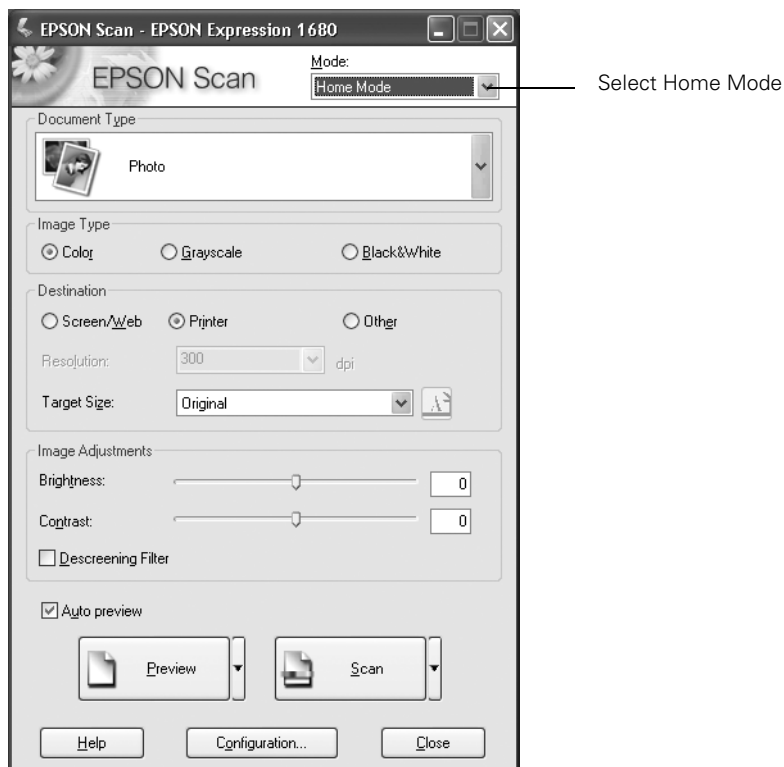 EPSON Scan - EPSON Expression 1680
EPSON Scan
Mode:
Home Mode
Select Home Mode
Document Type
Photo
Image Type
Color
Grayscale
Black&White
Destination
Screen/Web
Printer
Other
Resolution:
300
dpi
Target Size:
Original
Image Adjustments
Brightness:
0
Contrast:
0
Descreening Filter
Auto preview
Preview
Scan
Help
Configuration...
Close